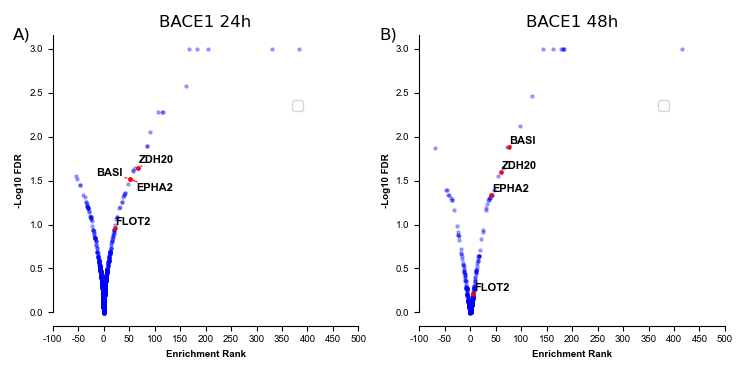 BACE1 24h
A)
3.0
2.5
2.0
1.5
1.0
0.5
0.0
-Log10 FDR
ZDH20
BASI
EPHA2
FLOT2
-100 -50 0 50 100 150 200 250 300 350 400 450 500
Enrichment Rank
BACE1 48h
B)
3.0
2.5
2.0
1.5
1.0
0.5
0.0
-Log10 FDR
BASI
ZDH20
EPHA2
FLOT2
-100 -50 0 50 100 150 200 250 300 350 400 450 500
Enrichment Rank